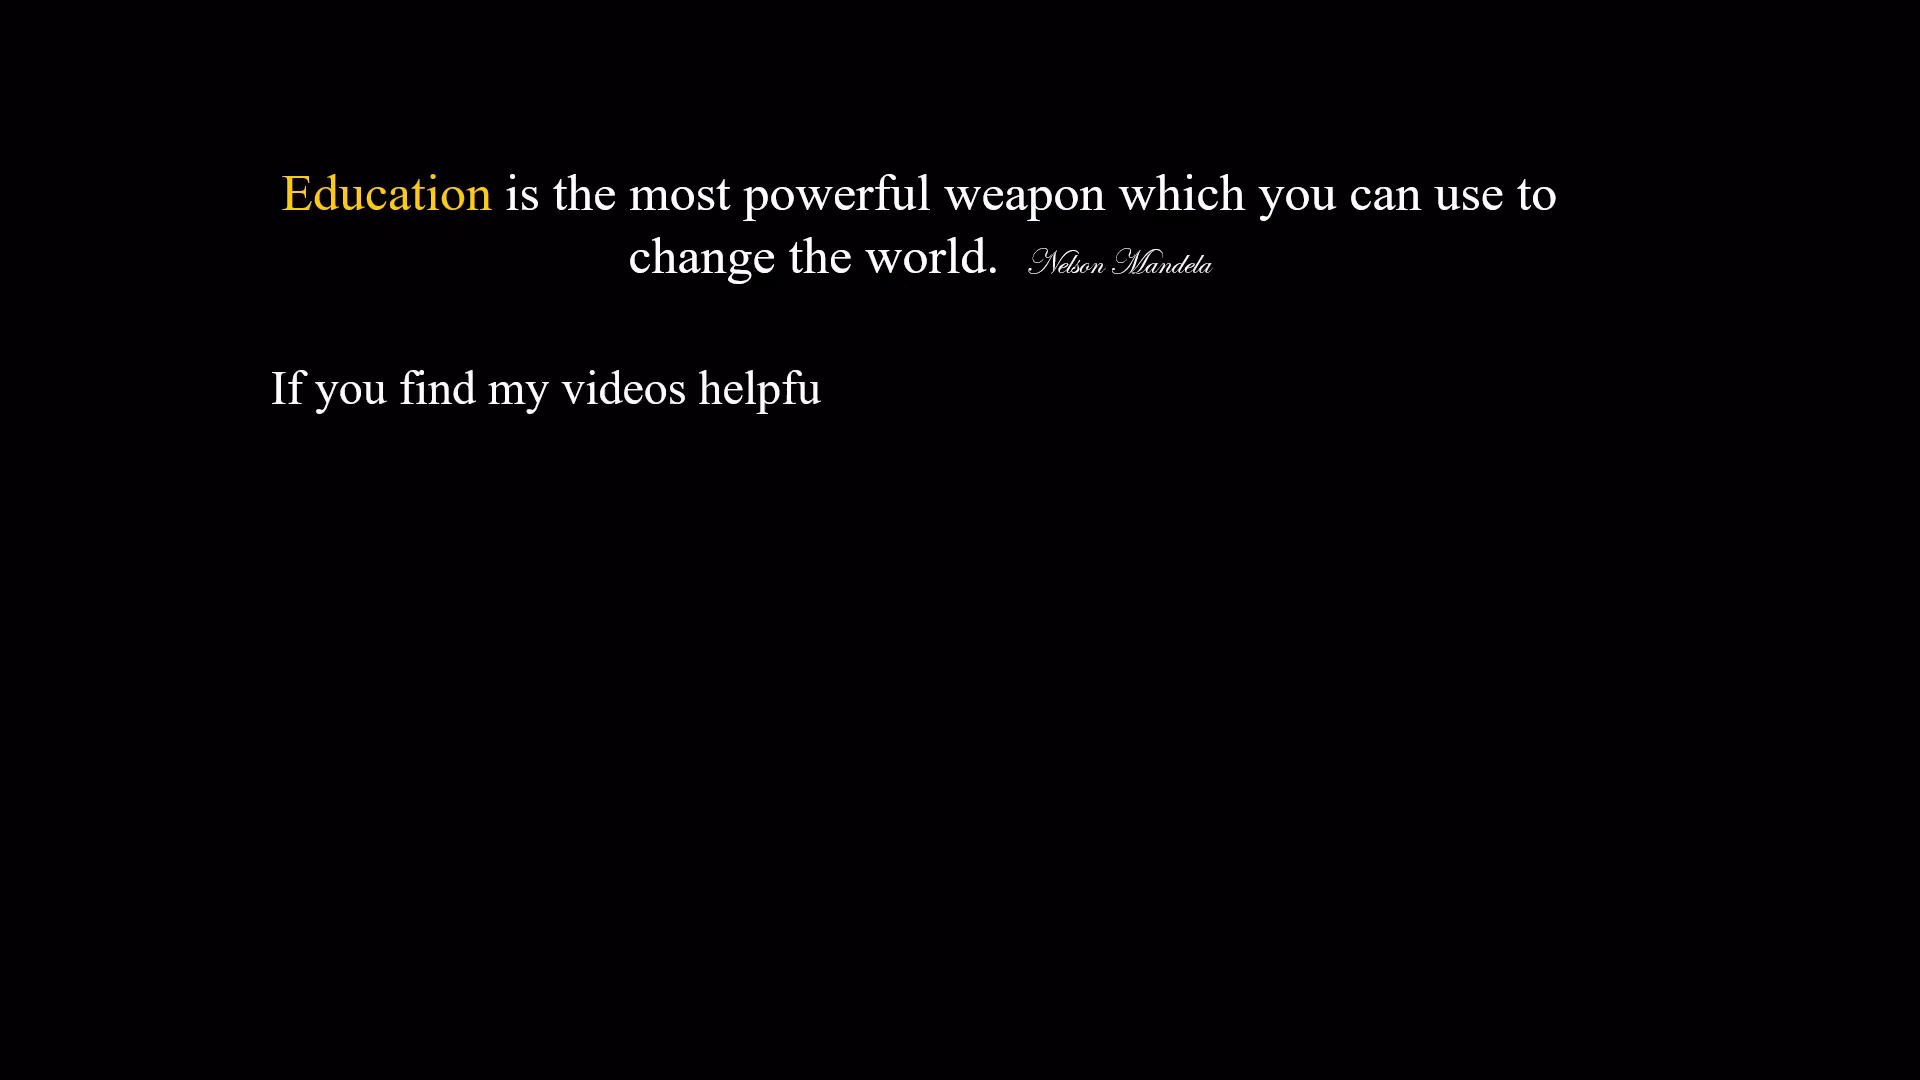 Education is the most powerful weapon which you can use to
change the world. Nelson Mandela
If you find my videos helpfu